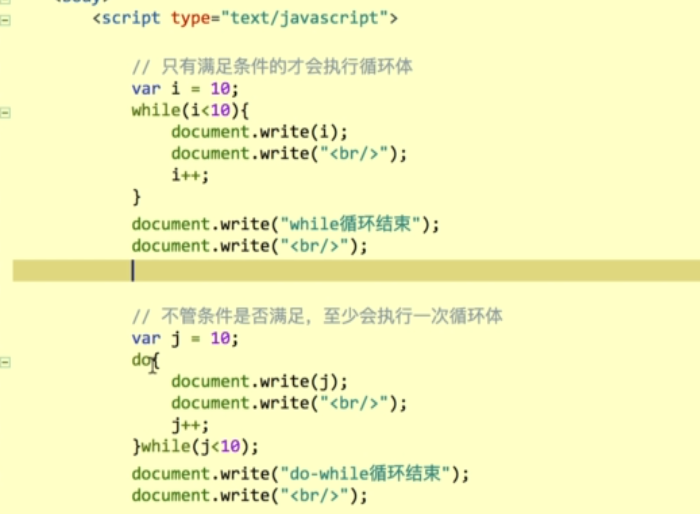 <body>
<script type="text/javascript">
// 只有满足条件的才会执行循环体
var i = 10;
while(i<10){
document.write(i);
document.write("<br/>");
i++;
}
document.write("while循环结束");
document.write("<br/>");
// 不管条件是否满足，至少会执行一次循环体
var j = 10;
do{
document.write(j);
document.write("<br/>");
j++;
}while(j<10);
document.write("do-while循环结束");
document.write("<br/>");